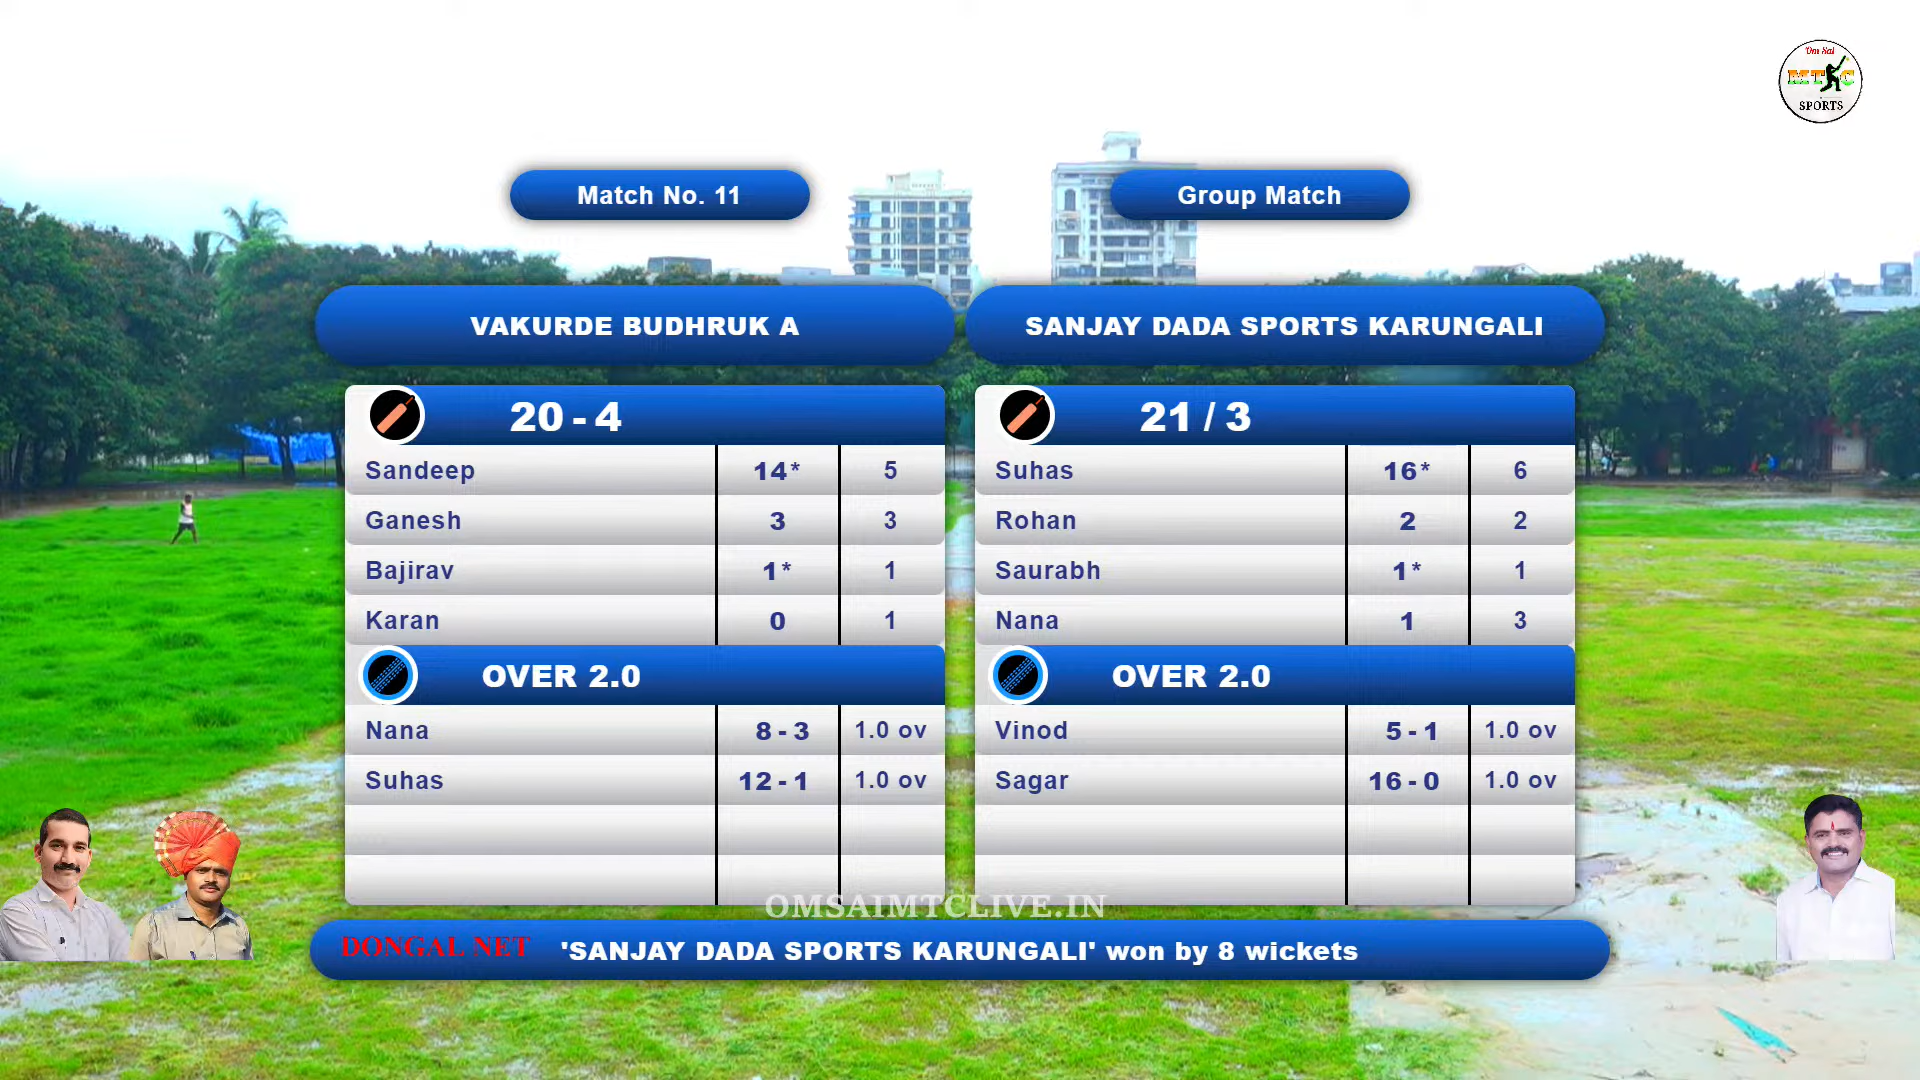 Om Sai
MTCC
SPORTS
Match No. 11
Group Match
VAKURDE BUDHRUK A
SANJAY DADA SPORTS KARUNGALI
20 - 4
Sandeep 14* 5
Ganesh 3 3
Bajirav 1* 1
Karan 0 1
OVER 2.0
Nana 8 - 3 1.0 ov
Suhas 12 - 1 1.0 ov
21 / 3
Suhas 16* 6
Rohan 2 2
Saurabh 1* 1
Nana 1 3
OVER 2.0
Vinod 5 - 1 1.0 ov
Sagar 16 - 0 1.0 ov
OMSAIMTCLIVE.IN
DONGAL NET 'SANJAY DADA SPORTS KARUNGALI' won by 8 wickets